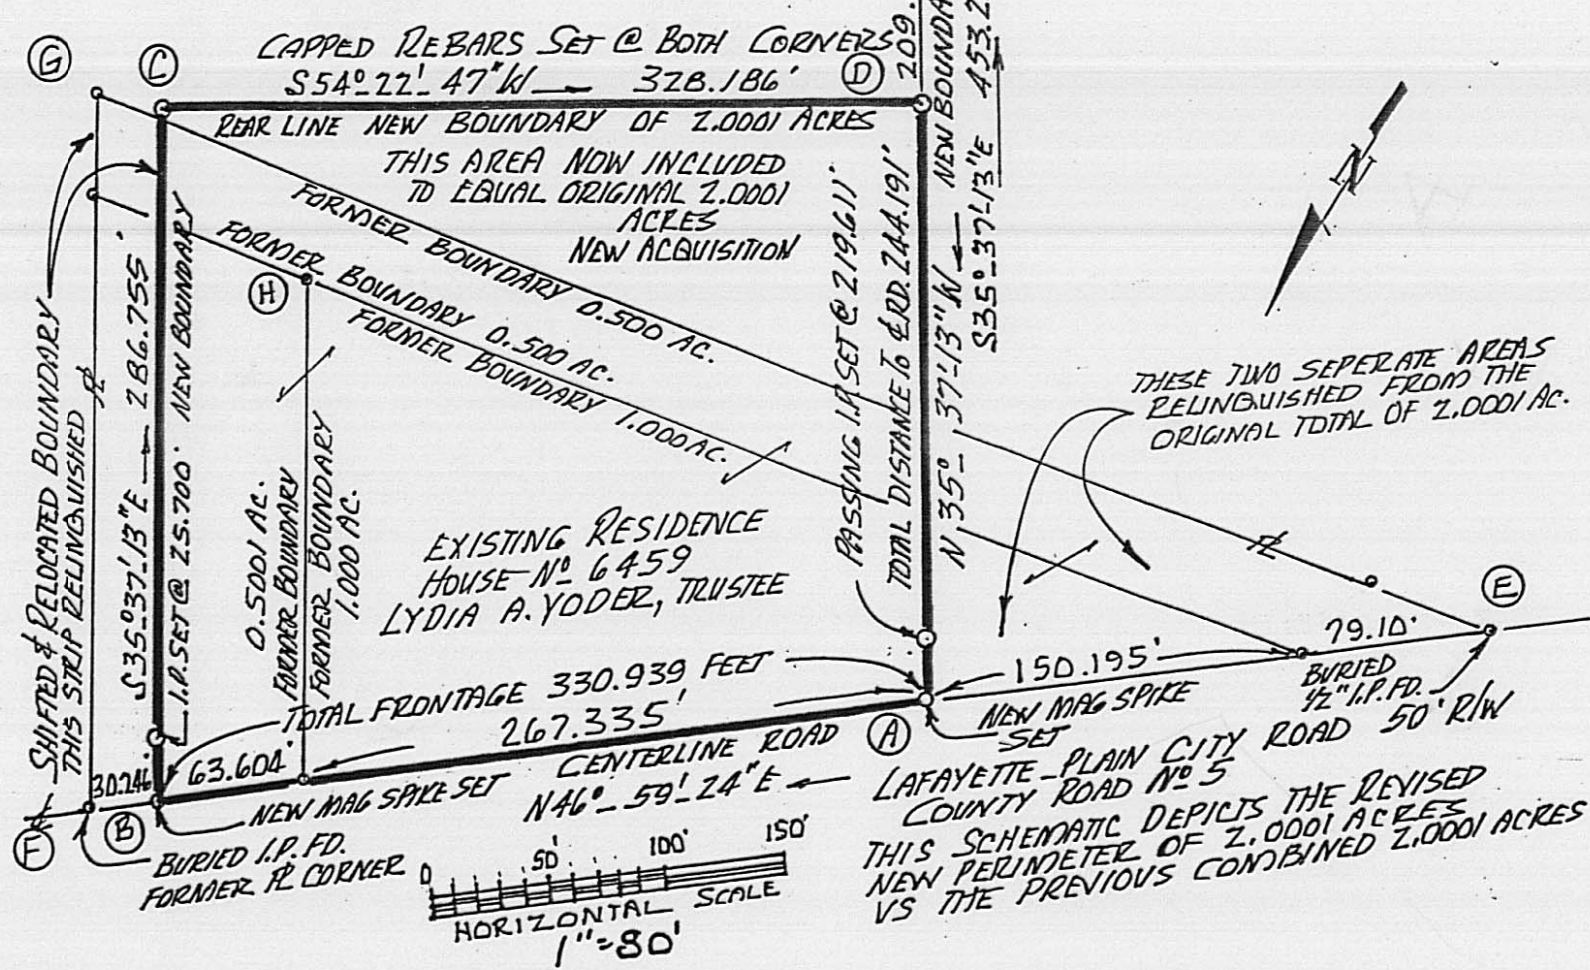 G
C
CAPPED REBARS SET @ BOTH CORNERS
S54° 22' 47" W 328.186'
D
209.
NEW BOUNDA
453.2
REAR LINE NEW BOUNDARY OF 2.0001 ACRES
THIS AREA NOW INCLUDED
TO EQUAL ORIGINAL 2.0001
ACRES
NEW ACQUISITION
N
FORMER BOUNDARY 0.500 AC.
FORMER BOUNDARY 0.500 AC.
FORMER BOUNDARY 1.000 AC.
H
SHIFTED & RELOCATED BOUNDARY
THIS STRIP RELINQUISHED
S35°37'13"E 286.755'
I.P. SET @ 25.700' NEW BOUNDARY
0.5001 AC.
FORMER BOUNDARY
FORMER BOUNDARY
1.000 AC.
EXISTING RESIDENCE
HOUSE Nº 6459
LYDIA A. YODER, TRUSTEE
PASSING I.P. SET @ 219.611'
TOTAL DISTANCE TO ℄ RD. 244.191'
N 35° 37'-13" W
S35°37'-13"E
THESE TWO SEPERATE AREAS
RELINQUISHED FROM THE
ORIGINAL TOTAL OF 2.0001 AC.
PL
PL
E
TOTAL FRONTAGE 330.939 FEET
150.195'
79.10'
BURIED
1/2" I.P. FD.
30.246'
63.604'
267.335'
CENTERLINE ROAD
N46°-59'-24"E
A
NEW MAG SPIKE
SET
F
B
NEW MAG SPIKE SET
BURIED I.P. FD.
FORMER PL CORNER
LAFAYETTE-PLAIN CITY ROAD 50' R/W
COUNTY ROAD Nº 5
THIS SCHEMATIC DEPICTS THE REVISED
NEW PERIMETER OF 2.0001 ACRES
VS THE PREVIOUS COMBINED 2.0001 ACRES
0 50' 100' 150'
HORIZONTAL SCALE
1"=80'